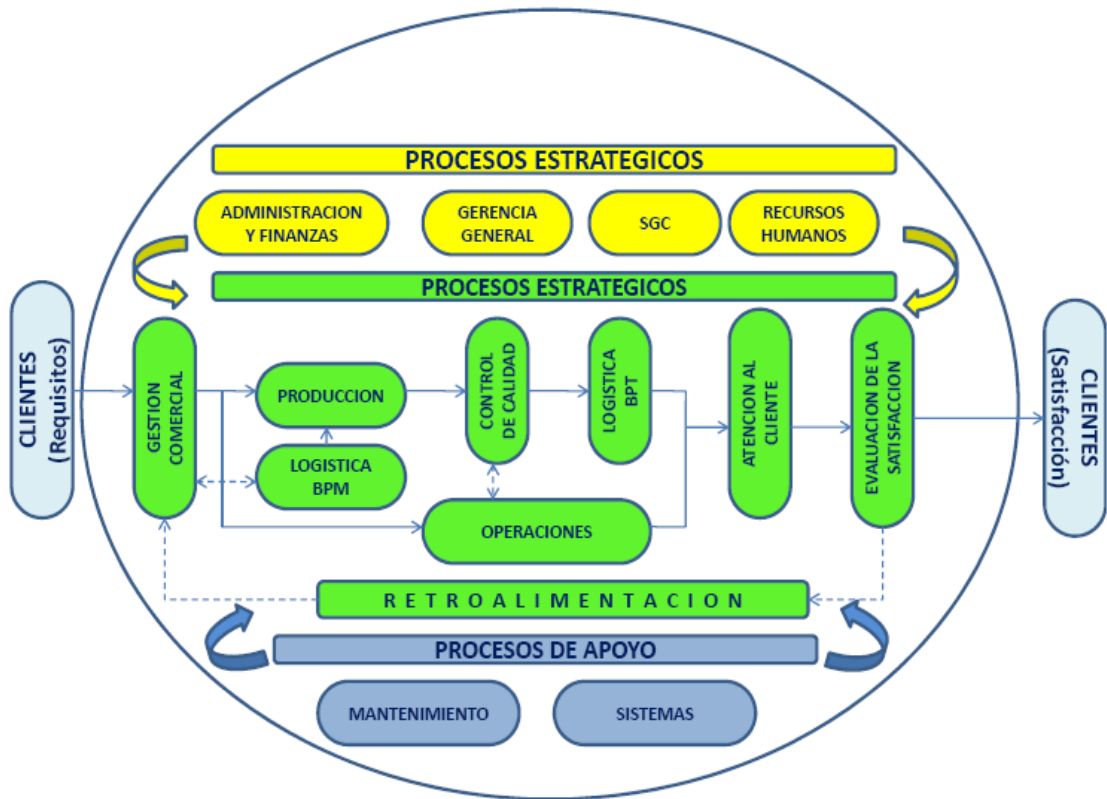 PROCESOS ESTRATEGICOS
ADMINISTRACION
Y FINANZAS
GERENCIA
GENERAL
SGC
RECURSOS
HUMANOS
PROCESOS ESTRATEGICOS
CLIENTES
(Requisitos)
GESTION
COMERCIAL
PRODUCCION
LOGISTICA
BPM
CONTROL
DE CALIDAD
LOGISTICA
BPT
OPERACIONES
ATENCION AL
CLIENTE
EVALUACION DE LA
SATISFACCION
CLIENTES
(Satisfacción)
RETROALIMENTACION
PROCESOS DE APOYO
MANTENIMIENTO
SISTEMAS